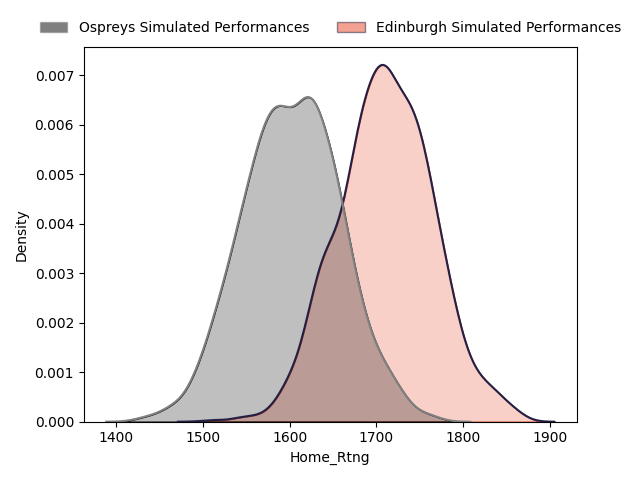 Ospreys Simulated Performances
Edinburgh Simulated Performances
0.007
0.006
0.005
0.004
0.003
0.002
0.001
0.000
Density
1400 1500 1600 1700 1800 1900
Home_Rtng